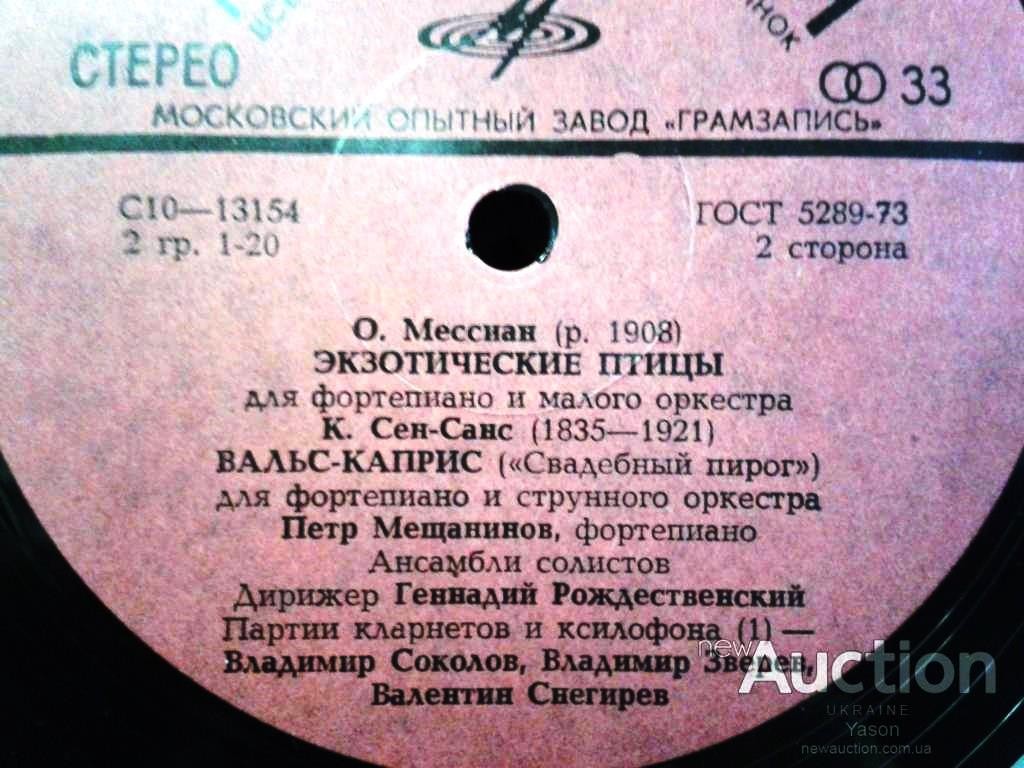 СТЕРЕО
33
МОСКОВСКИЙ ОПЫТНЫЙ ЗАВОД «ГРАМЗАПИСЬ»
С10—13154
ГОСТ 5289-73
2 гр. 1-20
2 сторона
О. Мессиан (р. 1908)
ЭКЗОТИЧЕСКИЕ ПТИЦЫ
для фортепиано и малого оркестра
К. Сен-Санс (1835—1921)
ВАЛЬС-КАПРИС («Свадебный пирог»)
для фортепиано и струнного оркестра
Петр Мещанинов, фортепиано
Ансамбли солистов
Дирижер Геннадий Рождественский
Партии кларнетов и ксилофона (1) —
Владимир Соколов, Владимир Зверев,
Валентин Снегирев
newAuction
UKRAINE
Yason
newauction.com.ua